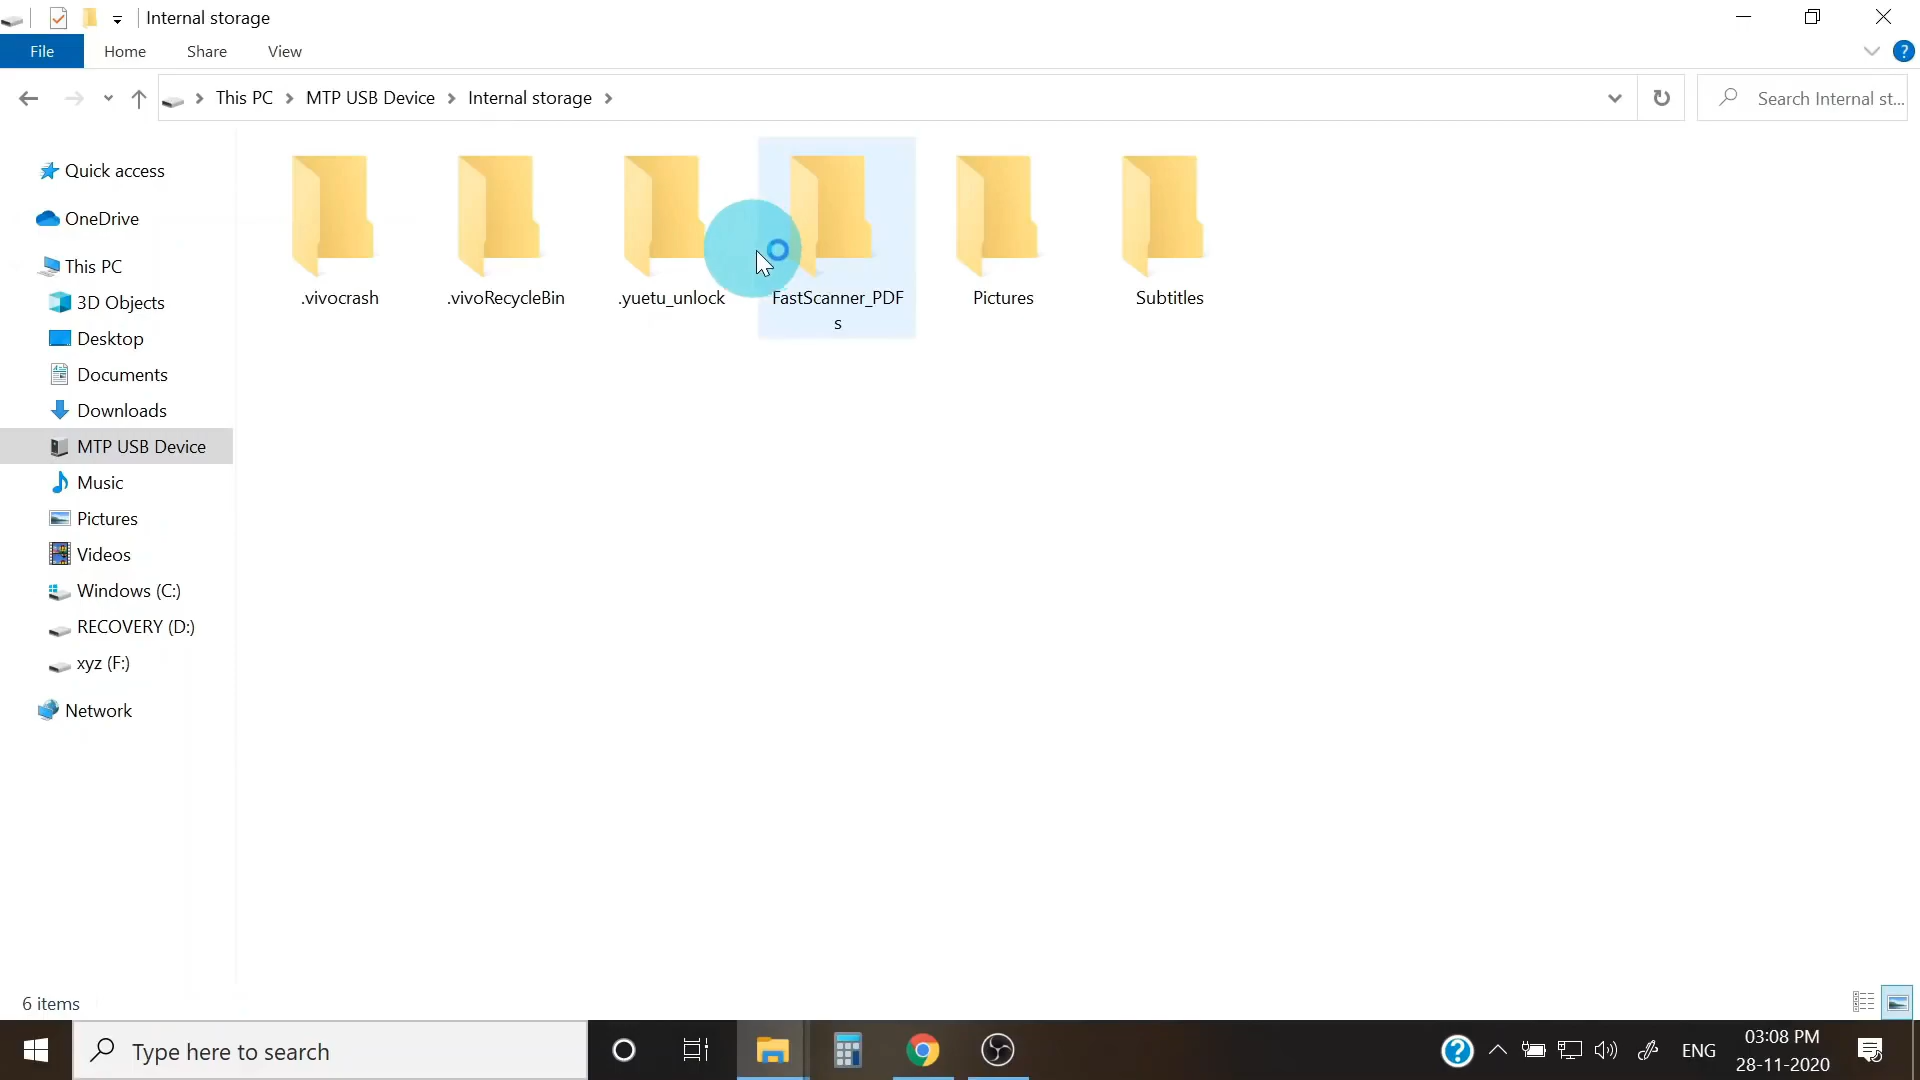 Internal storage
File
Home
Share
View
?
This PC
MTP USB Device
Internal storage
Search Internal st...
Quick access
OneDrive
This PC
3D Objects
Desktop
Documents
Downloads
MTP USB Device
Music
Pictures
Videos
Windows (C:)
RECOVERY (D:)
xyz (F:)
Network
.vivocrash
.vivoRecycleBin
.yuetu_unlock
FastScanner_PDF
s
Pictures
Subtitles
6 items
Type here to search
?
ENG
03:08 PM
28-11-2020